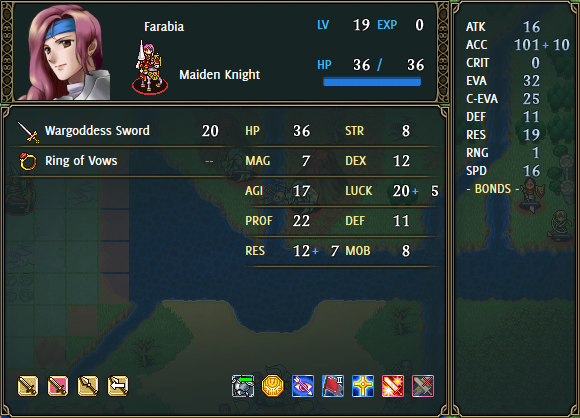 Farabia
LV 19 EXP 0
Maiden Knight
HP 36 / 36
Wargoddess Sword 20
Ring of Vows --
HP 36 STR 8
MAG 7 DEX 12
AGI 17 LUCK 20 + 5
PROF 22 DEF 11
RES 12 + 7 MOB 8
II
ATK 16
ACC 101 + 10
CRIT 0
EVA 32
C-EVA 25
DEF 11
RES 19
RNG 1
SPD 16
- BONDS -